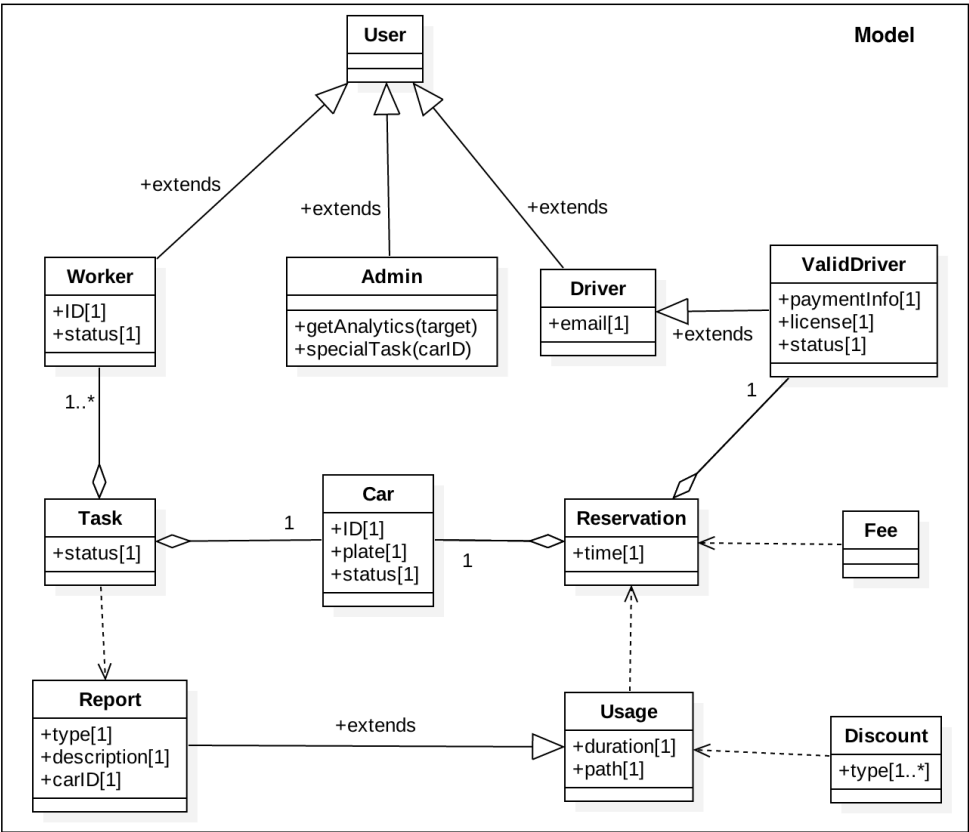 User
Model
+extends
+extends
+extends
Worker
+ID[1]
+status[1]
Admin
+getAnalytics(target)
+specialTask(carID)
Driver
+email[1]
+extends
ValidDriver
+paymentInfo[1]
+license[1]
+status[1]
1..*
1
Task
+status[1]
1
Car
+ID[1]
+plate[1]
+status[1]
1
Reservation
+time[1]
Fee
Report
+type[1]
+description[1]
+carID[1]
+extends
Usage
+duration[1]
+path[1]
Discount
+type[1..*]